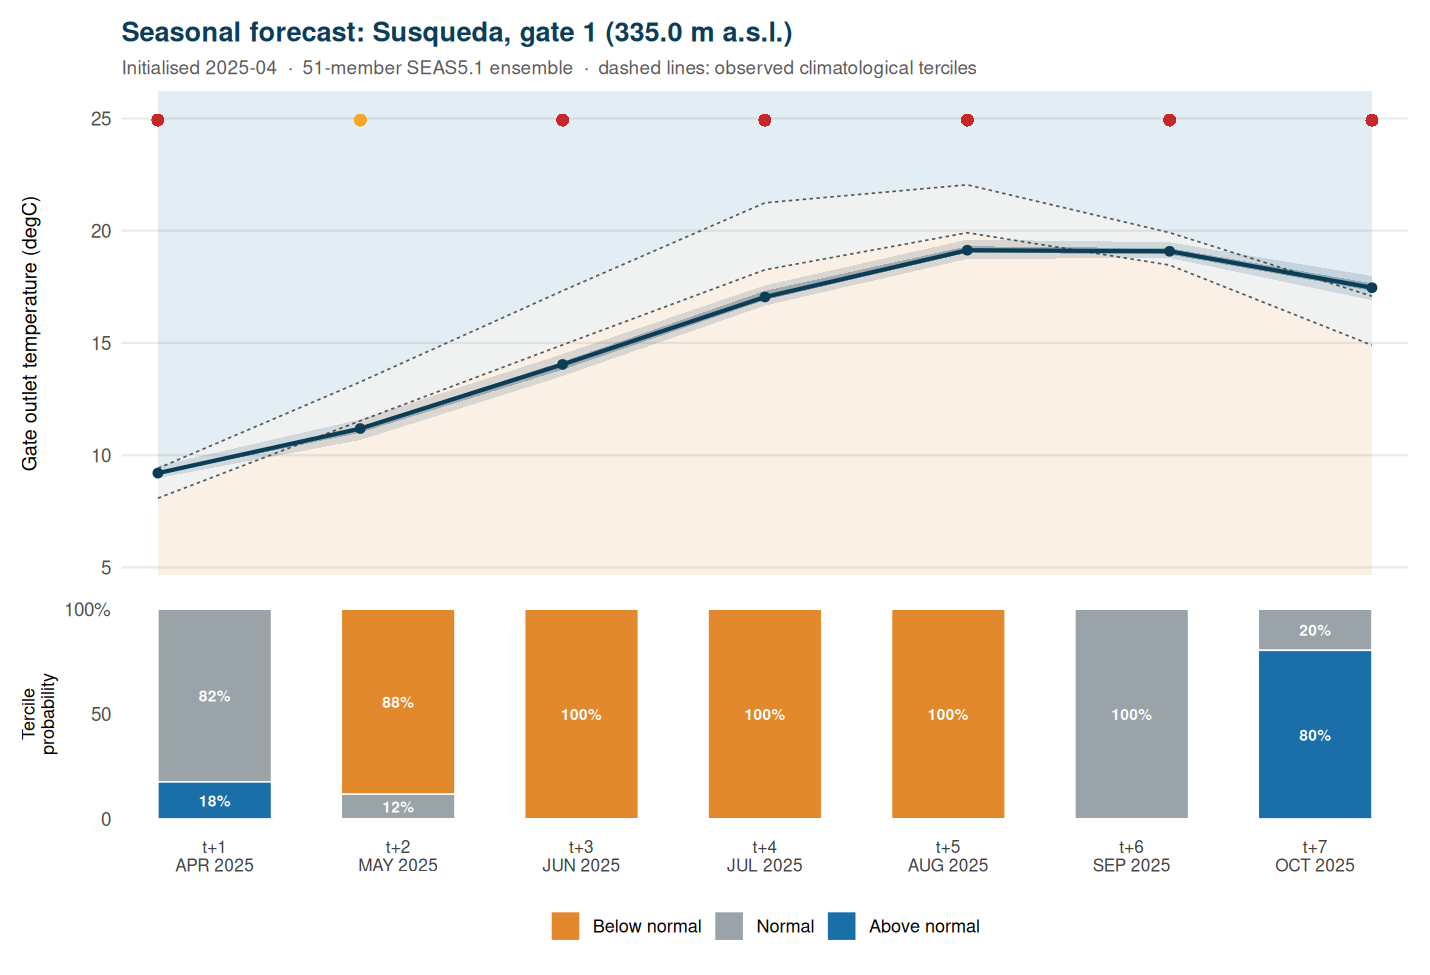 Seasonal forecast: Susqueda, gate 1 (335.0 m a.s.l.)
Initialised 2025-04 · 51-member SEAS5.1 ensemble · dashed lines: observed climatological terciles
Gate outlet temperature (degC)
25
20
15
10
5
Tercile
probability
100%
50
0
82%
18%
88%
12%
100%
100%
100%
100%
20%
80%
t+1
APR 2025
t+2
MAY 2025
t+3
JUN 2025
t+4
JUL 2025
t+5
AUG 2025
t+6
SEP 2025
t+7
OCT 2025
Below normal
Normal
Above normal